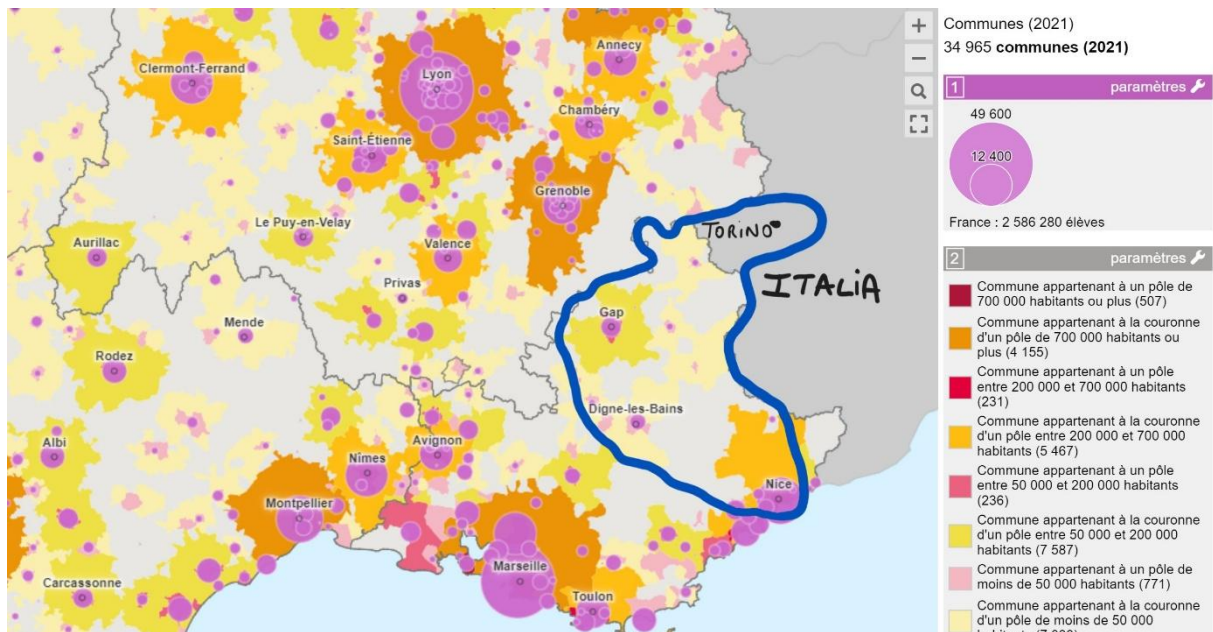 Clermont-Ferrand
Lyon
Annecy
Chambéry
Saint-Étienne
Grenoble
Le Puy-en-Velay
Valence
Aurillac
Privas
TORINO
ITALIA
Mende
Gap
Rodez
Digne-les-Bains
Albi
Avignon
Nîmes
Nice
Montpellier
Marseille
Carcassonne
Toulon
+
−
Communes (2021)
34 965 communes (2021)
1 paramètres
49 600
12 400
France : 2 586 280 élèves
2 paramètres
Commune appartenant à un pôle de
700 000 habitants ou plus (507)
Commune appartenant à la couronne
d'un pôle de 700 000 habitants ou
plus (4 155)
Commune appartenant à un pôle
entre 200 000 et 700 000 habitants
(231)
Commune appartenant à la couronne
d'un pôle entre 200 000 et 700 000
habitants (5 467)
Commune appartenant à un pôle
entre 50 000 et 200 000 habitants
(236)
Commune appartenant à la couronne
d'un pôle entre 50 000 et 200 000
habitants (7 587)
Commune appartenant à un pôle de
moins de 50 000 habitants (771)
Commune appartenant à la couronne
d'un pôle de moins de 50 000